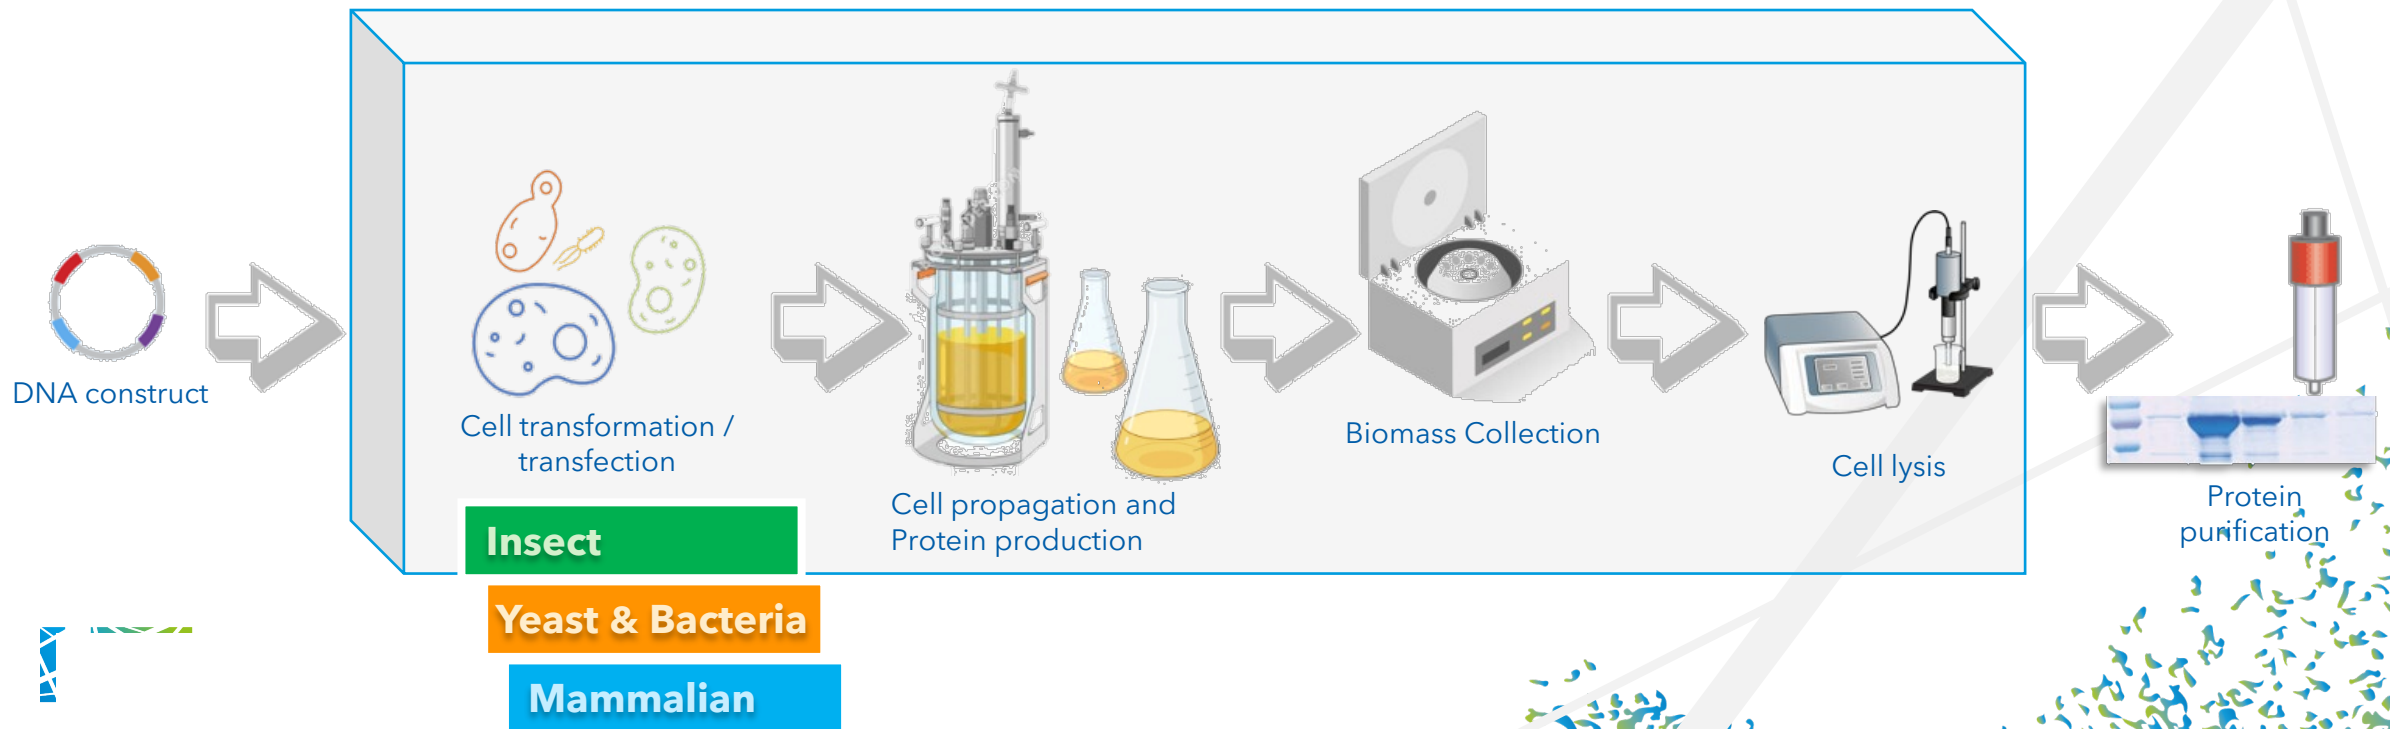 DNA construct
Cell transformation /
transfection
Insect
Yeast & Bacteria
Mammalian
Cell propagation and
Protein production
Biomass Collection
Cell lysis
Protein
purification